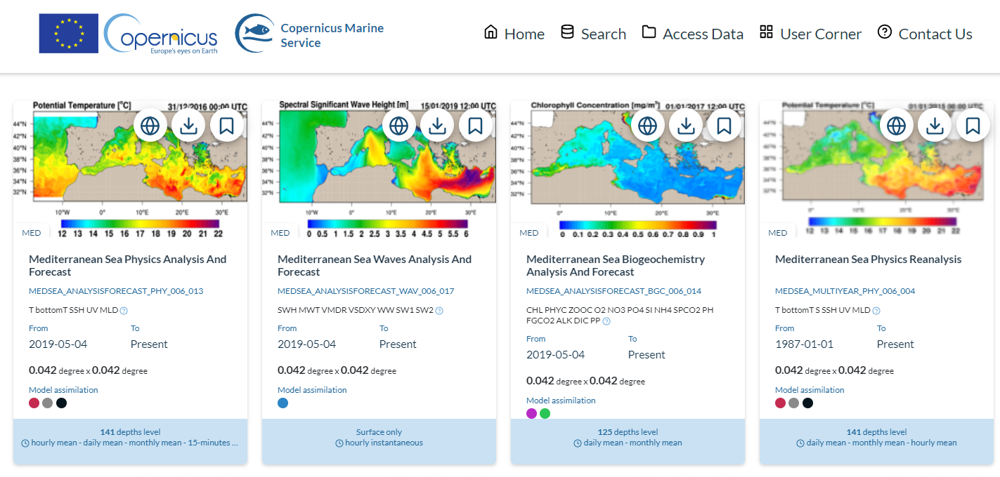 Copernicus
Europe's eyes on Earth
Copernicus Marine
Service
Home
Search
Access Data
User Corner
Contact Us
Potential Temperature [°C]
31/12/2016 00:00 UTC
44°N
42°N
40°N
38°N
36°N
34°N
32°N
10°W 0° 10°E 20°E 30°E
MED
12 13 14 15 16 17 18 19 20 21 22
Mediterranean Sea Physics Analysis And
Forecast
MEDSEA_ANALYSISFORECAST_PHY_006_013
T bottomT SSH UV MLD ?
From To
2019-05-04 Present
0.042 degree x 0.042 degree
Model assimilation
141 depths level
hourly mean - daily mean - monthly mean - 15-minutes ...
Spectral Significant Wave Height [m]
15/01/2019 12:00 UTC
44°N
42°N
40°N
38°N
36°N
34°N
32°N
10°W 0° 10°E 20°E 30°E
MED
0 0.5 1 1.5 2 2.5 3 3.5 4 4.5 5 5.5 6
Mediterranean Sea Waves Analysis And
Forecast
MEDSEA_ANALYSISFORECAST_WAV_006_017
SWH MWT VMDR VSDXY WW SW1 SW2 ?
From To
2019-05-04 Present
0.042 degree x 0.042 degree
Model assimilation
Surface only
hourly instantaneous
Chlorophyll Concentration [mg/m³]
01/01/2017 12:00 UTC
44°N
42°N
40°N
38°N
36°N
34°N
32°N
0° 10°E 20°E 30°E
MED
0 0.1 0.2 0.3 0.4 0.5 0.6 0.7 0.8 0.9 1
Mediterranean Sea Biogeochemistry
Analysis And Forecast
MEDSEA_ANALYSISFORECAST_BGC_006_014
CHL PHYC ZOOC O2 NO3 PO4 SI NH4 SPCO2 PH
FGCO2 ALK DIC PP ?
From To
2019-05-04 Present
0.042 degree x 0.042 degree
Model assimilation
125 depths level
daily mean - monthly mean
Potential Temperature [°C]
44°N
42°N
40°N
38°N
36°N
34°N
32°N
0° 10°E 20°E 30°E
MED
12 13 14 15 16 17 18 19 20 21 22
Mediterranean Sea Physics Reanalysis
MEDSEA_MULTIYEAR_PHY_006_004
T bottomT S SSH UV MLD ?
From To
1987-01-01 Present
0.042 degree x 0.042 degree
Model assimilation
141 depths level
daily mean - monthly mean - hourly mean